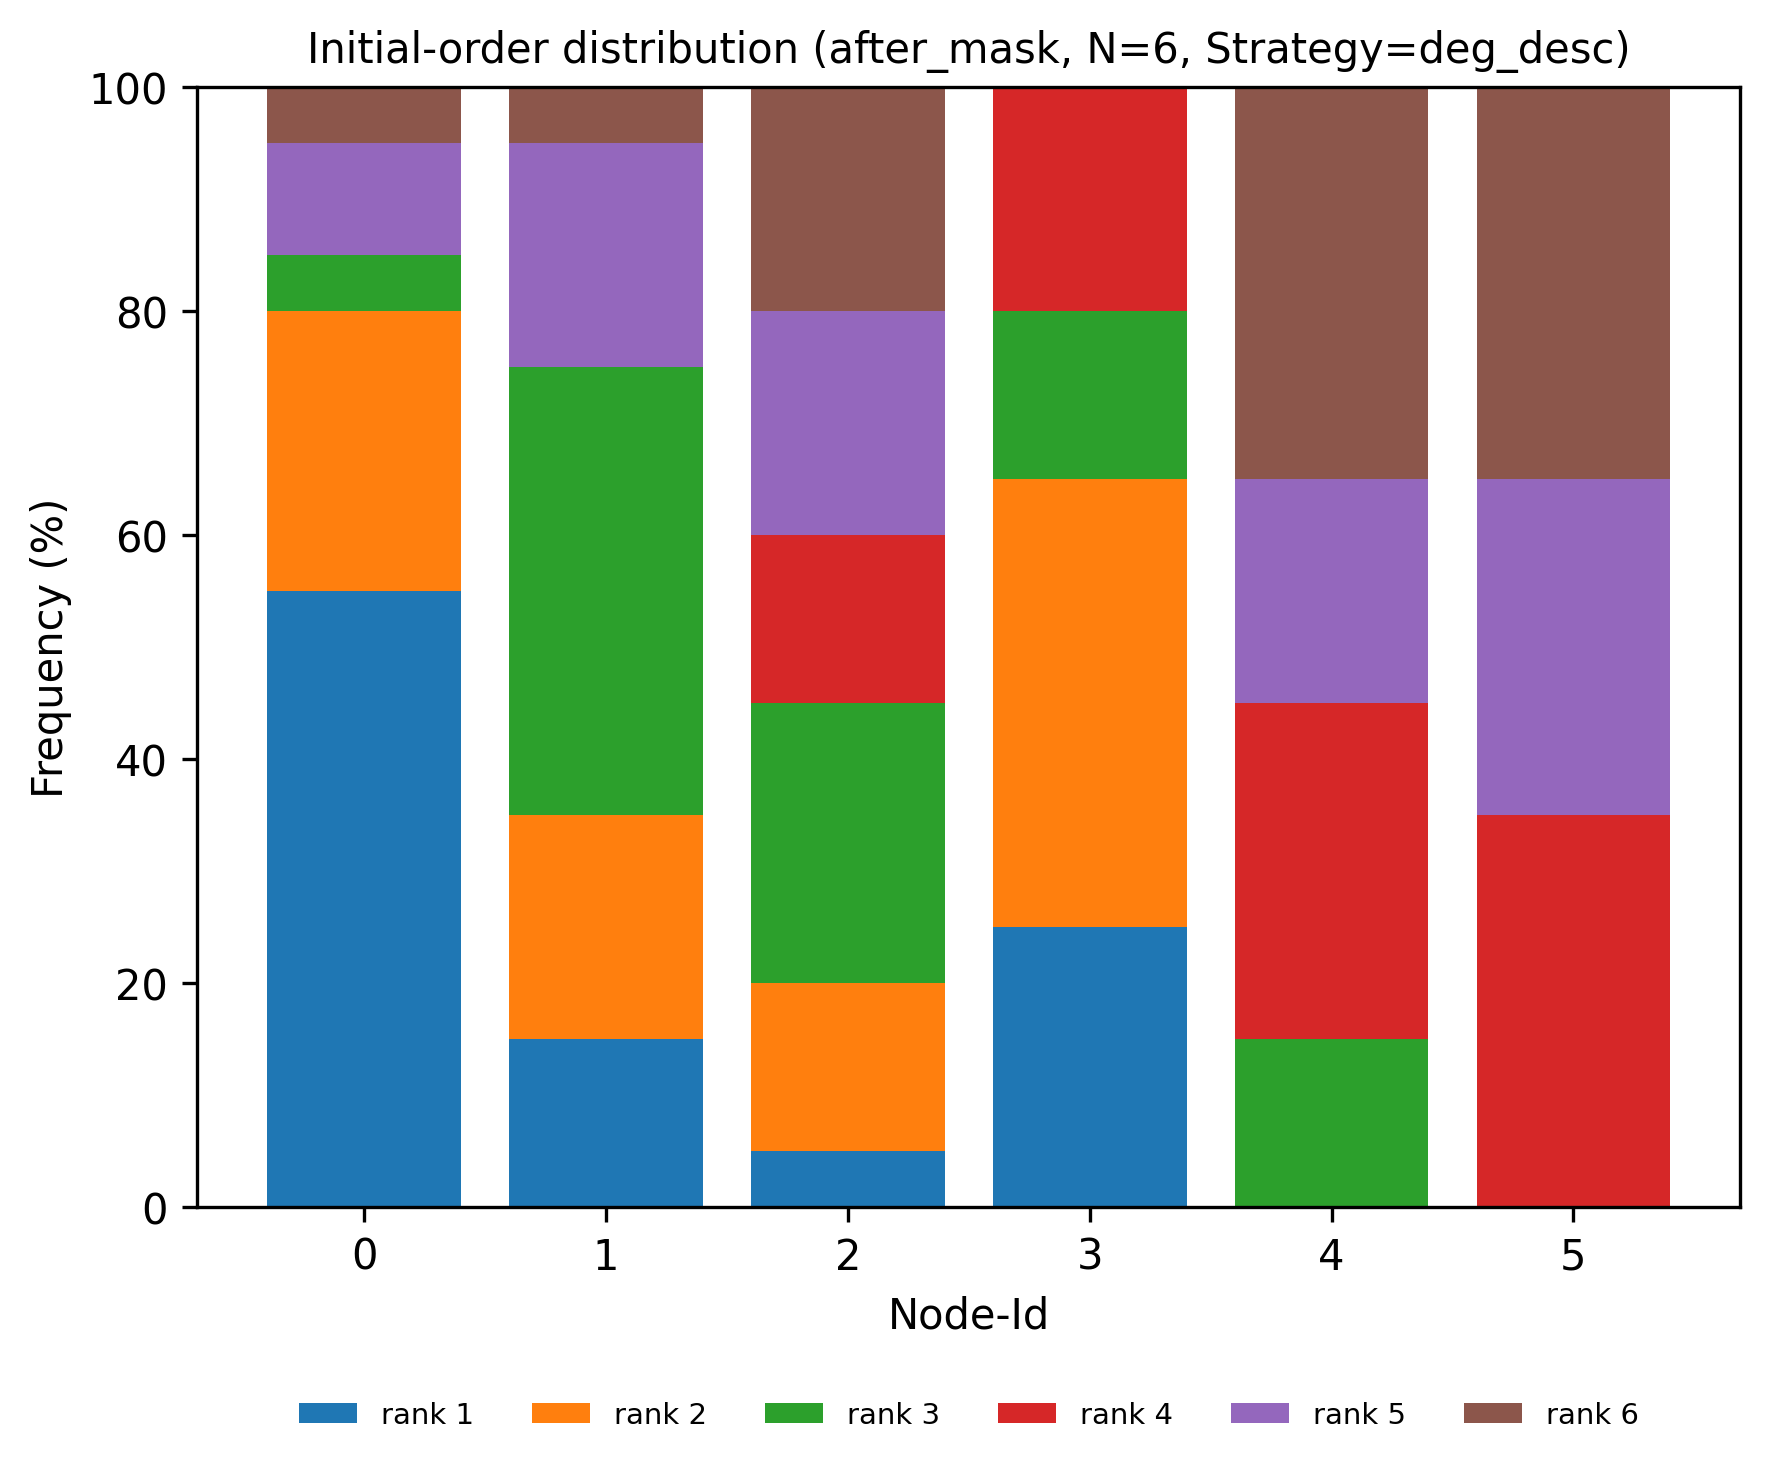 Initial-order distribution (after_mask, N=6, Strategy=deg_desc)
100
80
60
40
20
0
Frequency (%)
0 1 2 3 4 5
Node-Id
rank 1 rank 2 rank 3 rank 4 rank 5 rank 6